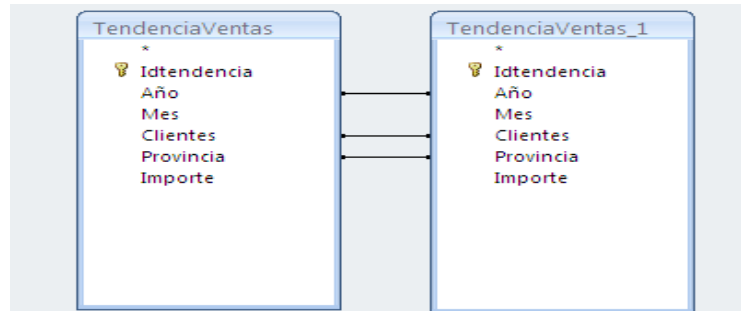 TendenciaVentas
*
Idtendencia
Año
Mes
Clientes
Provincia
Importe
TendenciaVentas_1
*
Idtendencia
Año
Mes
Clientes
Provincia
Importe